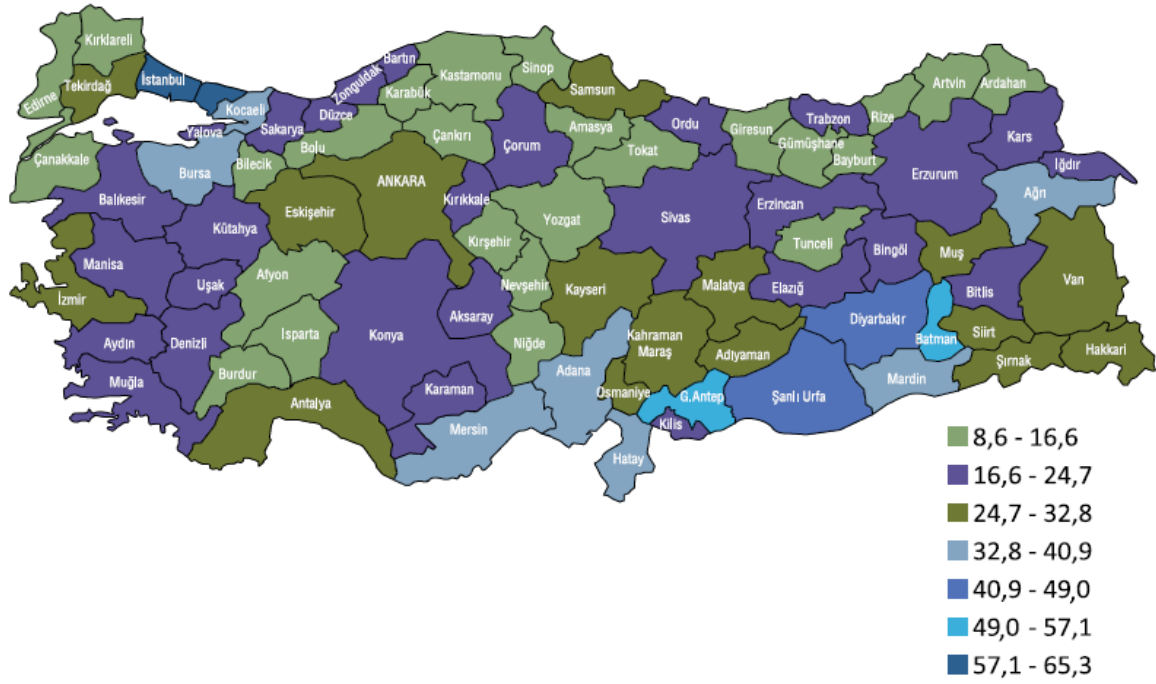 Kırklareli
Edirne
Tekirdağ
İstanbul
Kocaeli
Yalova
Sakarya
Düzce
Zonguldak
Bartın
Karabük
Kastamonu
Sinop
Samsun
Çankırı
Bolu
Bilecik
Bursa
Çanakkale
Balıkesir
Kütahya
Eskişehir
ANKARA
Kırıkkale
Çorum
Amasya
Tokat
Ordu
Giresun
Gümüşhane
Trabzon
Bayburt
Rize
Artvin
Ardahan
Kars
Iğdır
Ağrı
Erzurum
Erzincan
Sivas
Yozgat
Kırşehir
Nevşehir
Kayseri
Tunceli
Bingöl
Muş
Van
Bitlis
Elazığ
Malatya
Manisa
Uşak
Afyon
İzmir
Aydın
Denizli
Isparta
Burdur
Muğla
Antalya
Konya
Aksaray
Niğde
Karaman
Mersin
Adana
Kahraman
Maraş
Osmaniye
Adıyaman
G.Antep
Kilis
Hatay
Şanlı Urfa
Diyarbakır
Batman
Mardin
Siirt
Şırnak
Hakkari
8,6 - 16,6
16,6 - 24,7
24,7 - 32,8
32,8 - 40,9
40,9 - 49,0
49,0 - 57,1
57,1 - 65,3